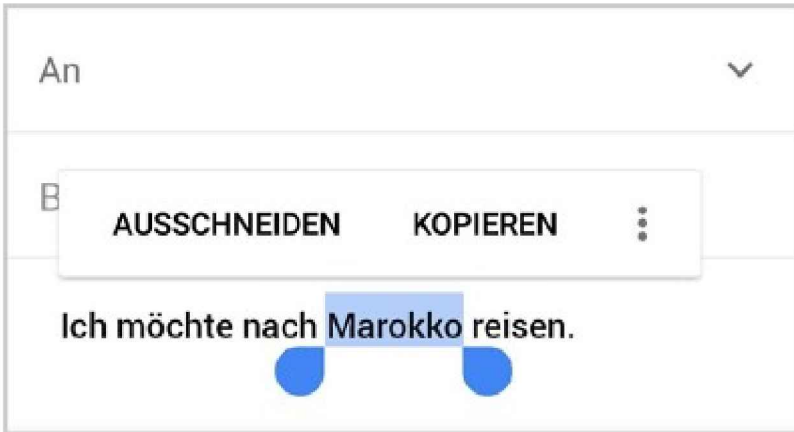 An
B
AUSSCHNEIDEN KOPIEREN
Ich möchte nach Marokko reisen.